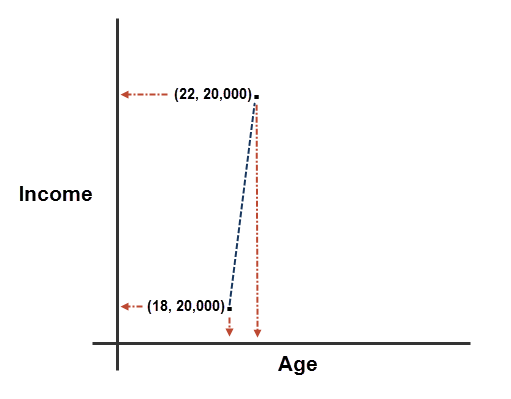 (22, 20,000)
Income
(18, 20,000)
Age